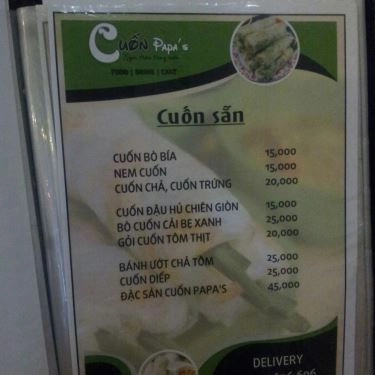 Cuốn Papa's
FOOD | DRINK | CHAT
Cuốn sẵn
CUỐN BÒ BÍA 15,000
NEM CUỐN 15,000
CUỐN CHẢ, CUỐN TRỨNG 20,000
CUỐN ĐẬU HỦ CHIÊN GIÒN 15,000
BÒ CUỐN CẢI BẸ XANH 25,000
GỎI CUỐN TÔM THỊT 20,000
BÁNH ƯỚT CHẢ TÔM 25,000
CUỐN DIẾP 25,000
ĐẶC SẢN CUỐN PAPA'S 45,000
DELIVERY